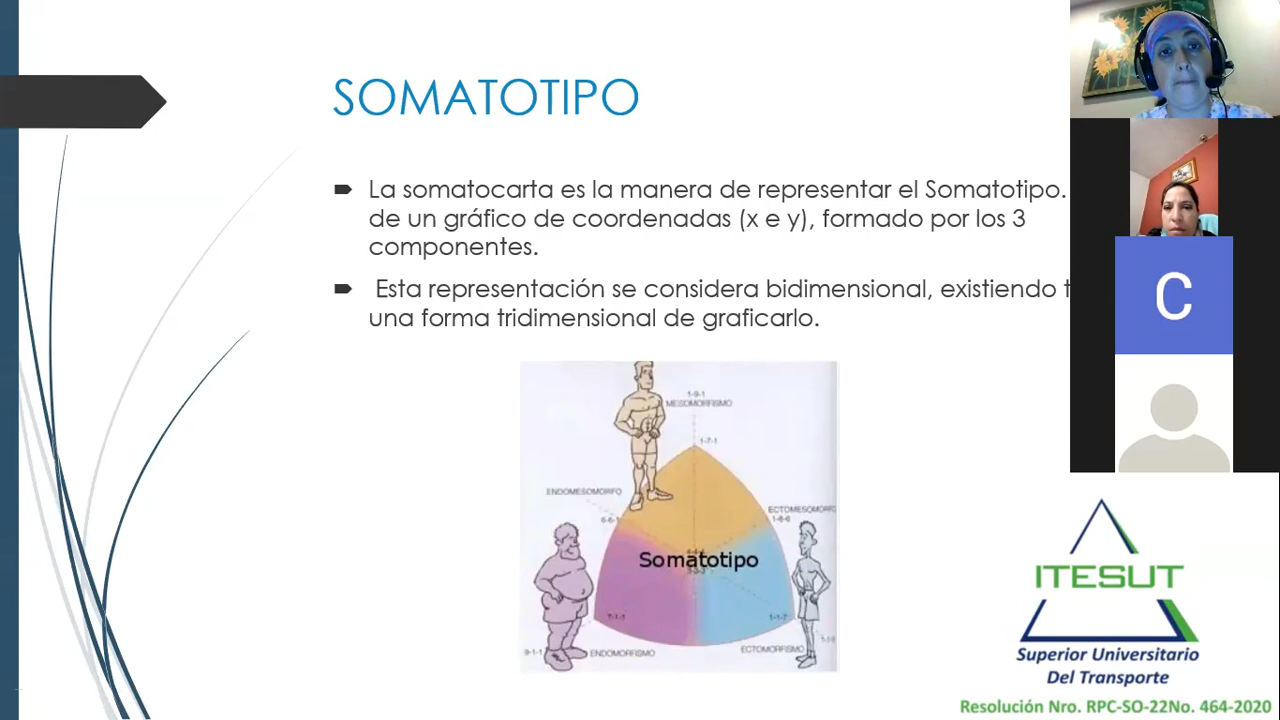 SOMATOTIPO
La somatocarta es la manera de representar el Somatotipo.
de un gráfico de coordenadas (x e y), formado por los 3
componentes.
Esta representación se considera bidimensional, existiendo
una forma tridimensional de graficarlo.
1-9-1
MESOMORFISMO
1-7-1
ENDOMESOMORFO
6-6-1
ECTOMESOMORFO
1-6-6
Somatotipo
7-1-1
1-1-7
9-1-1
ENDOMORFISMO
ECTOMORFISMO
C
ITESUT
Superior Universitario
Del Transporte
Resolución Nro. RPC-SO-22No. 464-2020